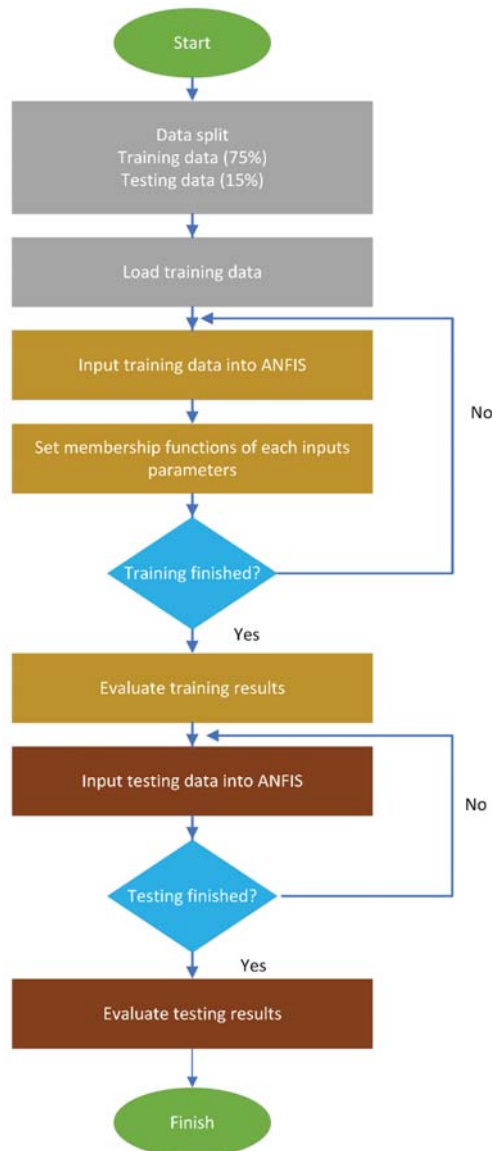 Start
Data split
Training data (75%)
Testing data (15%)
Load training data
Input training data into ANFIS
No
Set membership functions of each inputs
parameters
Training finished?
Yes
Evaluate training results
Input testing data into ANFIS
No
Testing finished?
Yes
Evaluate testing results
Finish